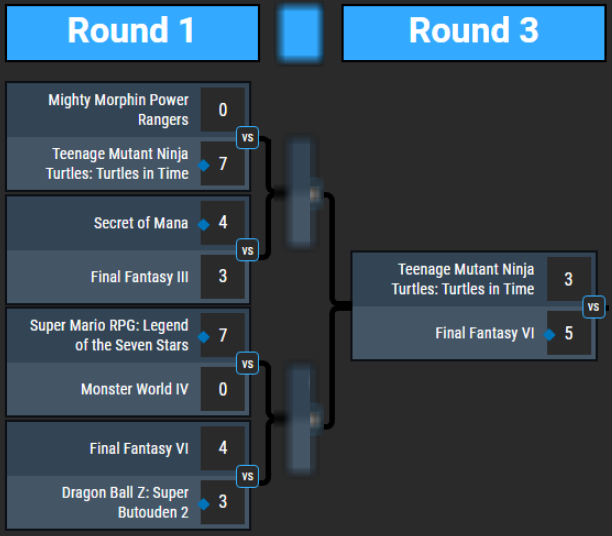 Round 1
Round 3
Mighty Morphin Power
Rangers
0
vs
Teenage Mutant Ninja
Turtles: Turtles in Time
7
Secret of Mana
4
vs
Final Fantasy III
3
Super Mario RPG: Legend
of the Seven Stars
7
vs
Monster World IV
0
Final Fantasy VI
4
vs
Dragon Ball Z: Super
Butouden 2
3
Teenage Mutant Ninja
Turtles: Turtles in Time
3
vs
Final Fantasy VI
5